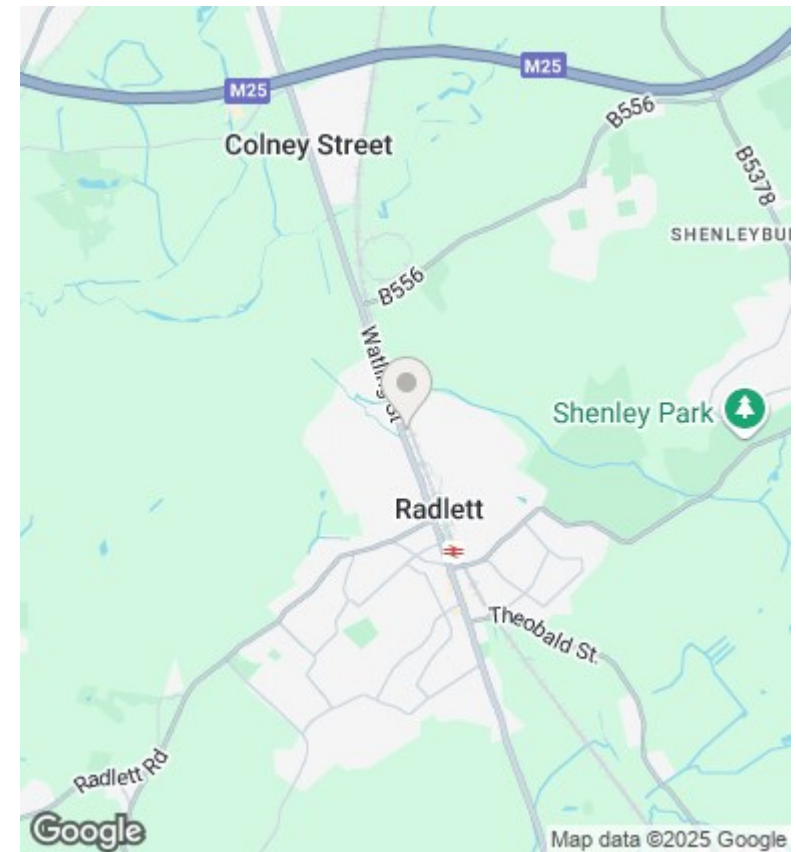 M25
M25
Colney Street
B556
B5378
SHENLEYBU
B556
Watling St
Shenley Park
Radlett
Theobald St.
Radlett Rd
Google
Map data ©2025 Google